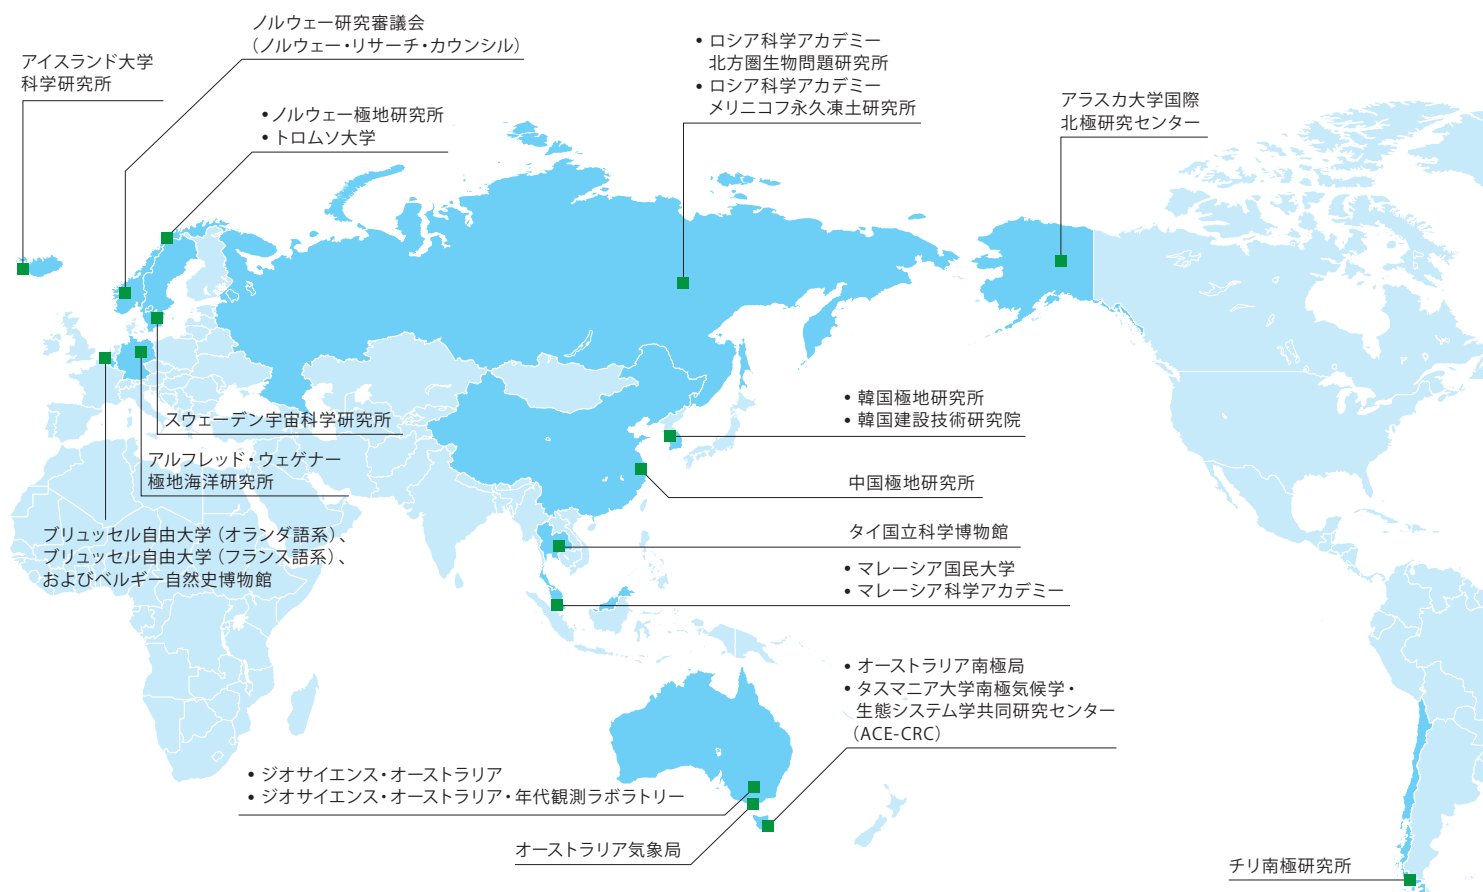 ノルウェー研究審議会
（ノルウェー・リサーチ・カウンシル）
アイスランド大学
科学研究所
• ノルウェー極地研究所
• トロムソ大学
• ロシア科学アカデミー
北方圏生物問題研究所
• ロシア科学アカデミー
メリニコフ永久凍土研究所
アラスカ大学国際
北極研究センター
スウェーデン宇宙科学研究所
アルフレッド・ウェゲナー
極地海洋研究所
ブリュッセル自由大学（オランダ語系）、
ブリュッセル自由大学（フランス語系）、
およびベルギー自然史博物館
• 韓国極地研究所
• 韓国建設技術研究院
中国極地研究所
タイ国立科学博物館
• マレーシア国民大学
• マレーシア科学アカデミー
• オーストラリア南極局
• タスマニア大学南極気候学・
生態システム学共同研究センター
（ACE-CRC）
• ジオサイエンス・オーストラリア
• ジオサイエンス・オーストラリア・年代観測ラボラトリー
オーストラリア気象局
チリ南極研究所